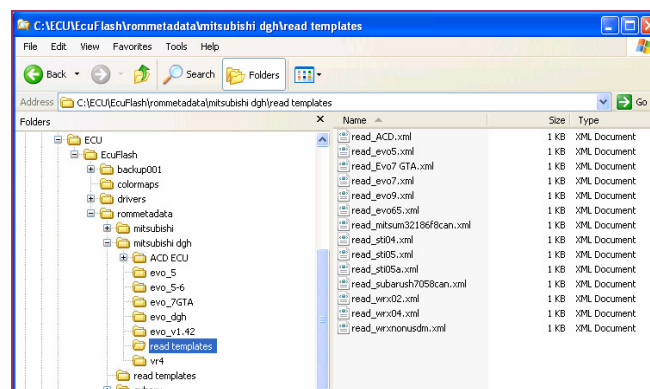 C:\ECU\EcuFlash\rommetadata\mitsubishi dgh\read templates
File Edit View Favorites Tools Help
Back Search Folders
Address C:\ECU\EcuFlash\rommetadata\mitsubishi dgh\read templates Go
Folders
ECU
EcuFlash
backup001
colormaps
drivers
rommetadata
mitsubishi
mitsubishi dgh
ACD ECU
evo_5
evo_5-6
evo_7GTA
evo_dgh
evo_v1.42
read templates
vr4
read templates
Name Size Type
read_ACD.xml 1 KB XML Document
read_evo5.xml 1 KB XML Document
read_Evo7 GTA.xml 1 KB XML Document
read_evo7.xml 1 KB XML Document
read_evo9.xml 1 KB XML Document
read_evo65.xml 1 KB XML Document
read_mitsum32186f8can.xml 1 KB XML Document
read_sti04.xml 1 KB XML Document
read_sti05.xml 1 KB XML Document
read_sti05a.xml 1 KB XML Document
read_subarush7058can.xml 1 KB XML Document
read_wrx02.xml 1 KB XML Document
read_wrx04.xml 1 KB XML Document
read_wrxnonusdm.xml 1 KB XML Document